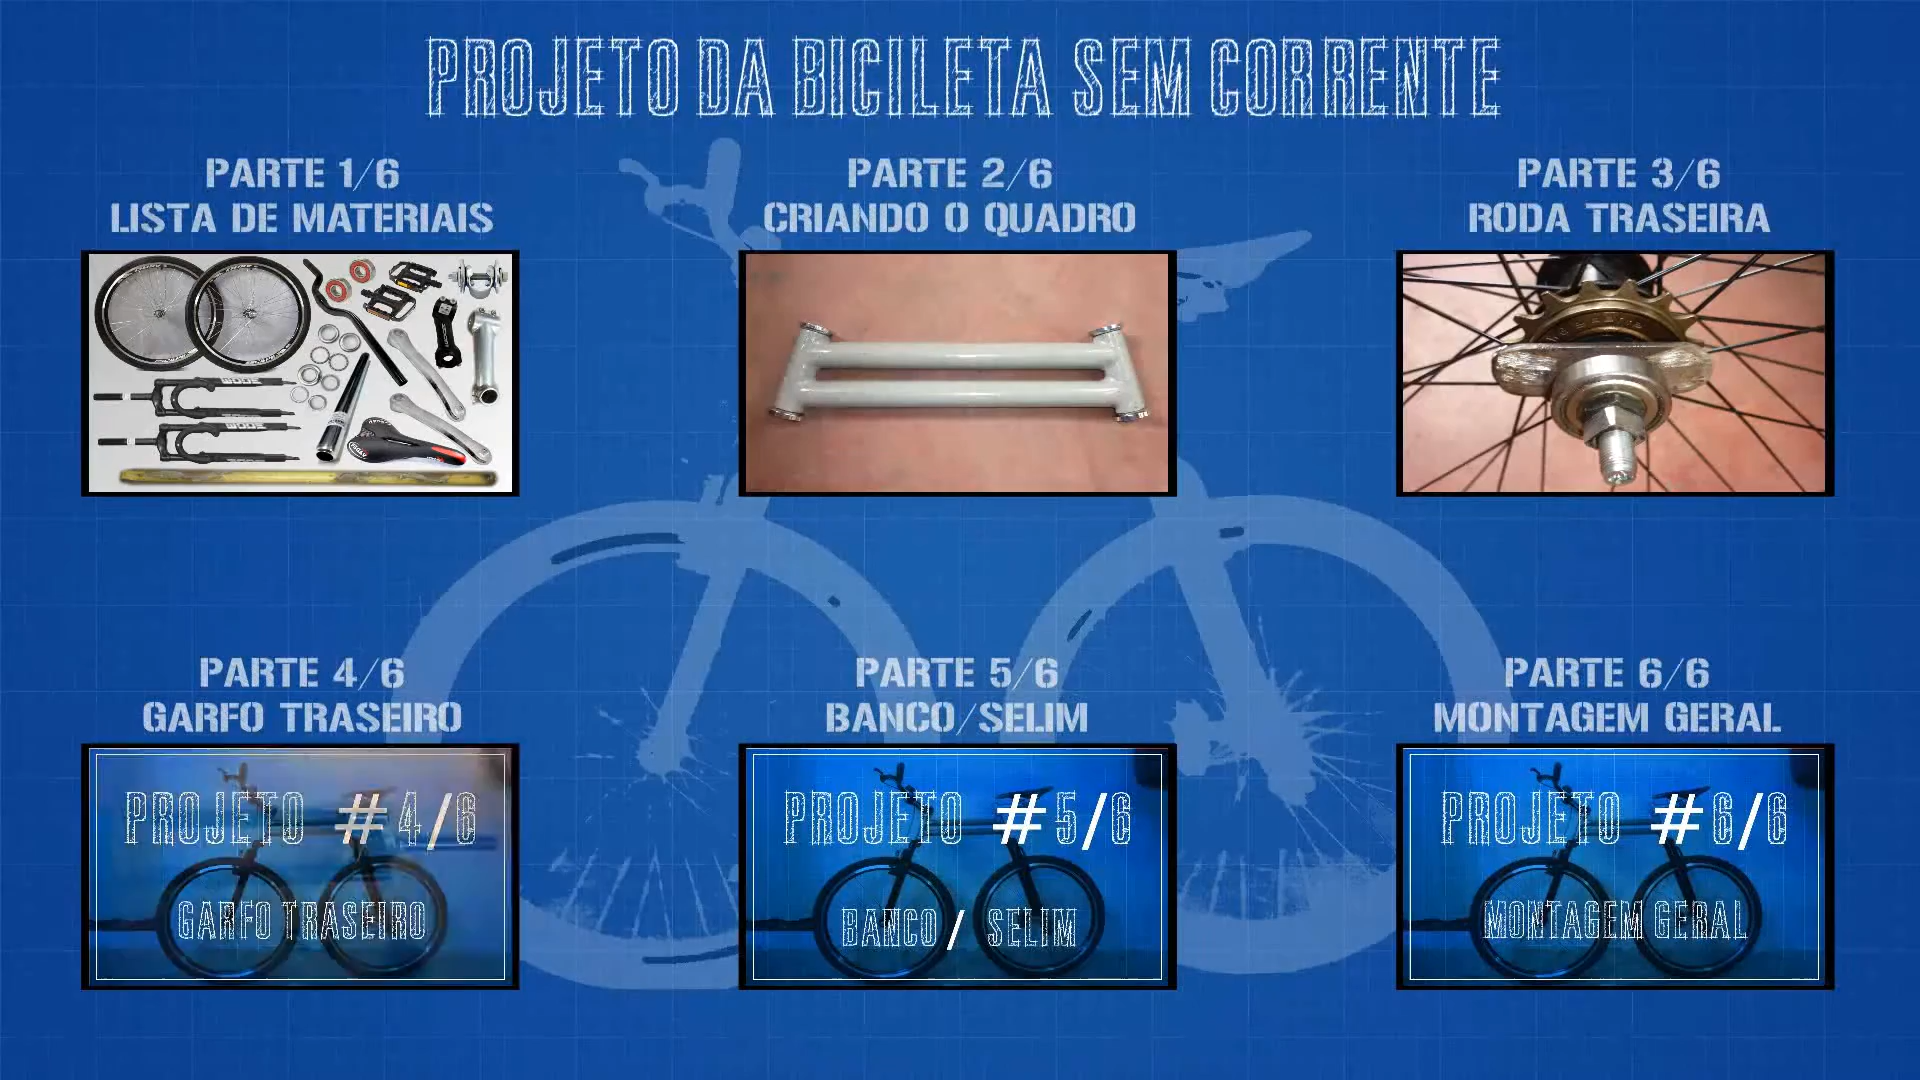 PROJETO DA BICILETA SEM CORRENTE
PARTE 1/6
LISTA DE MATERIAIS
PARTE 2/6
CRIANDO O QUADRO
PARTE 3/6
RODA TRASEIRA
PARTE 4/6
GARFO TRASEIRO
PROJETO #4/6
GARFO TRASEIRO
PARTE 5/6
BANCO/SELIM
PROJETO #5/6
BANCO / SELIM
PARTE 6/6
MONTAGEM GERAL
PROJETO #6/6
MONTAGEM GERAL